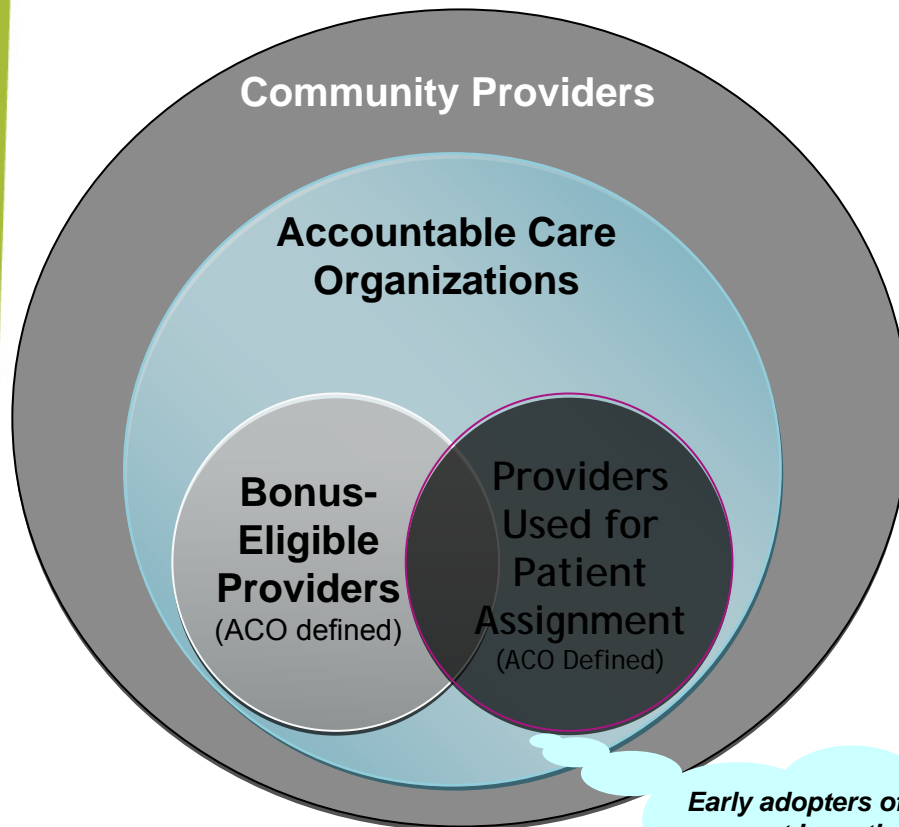 Community Providers
Accountable Care
Organizations
Bonus-
Eligible
Providers
(ACO defined)
Providers
Used for
Patient
Assignment
(ACO Defined)
Early adopters of